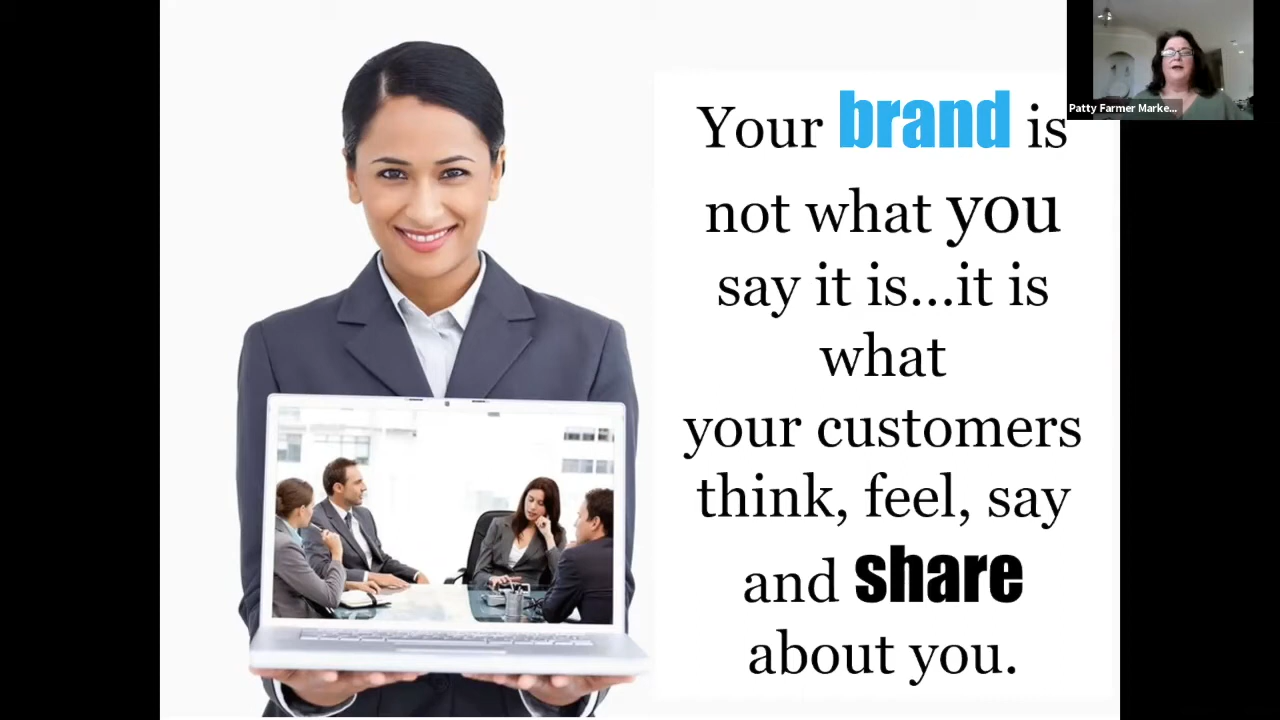 Your brand is
not what you
say it is...it is
what
your customers
think, feel, say
and share
about you.
Patty Farmer Marke...